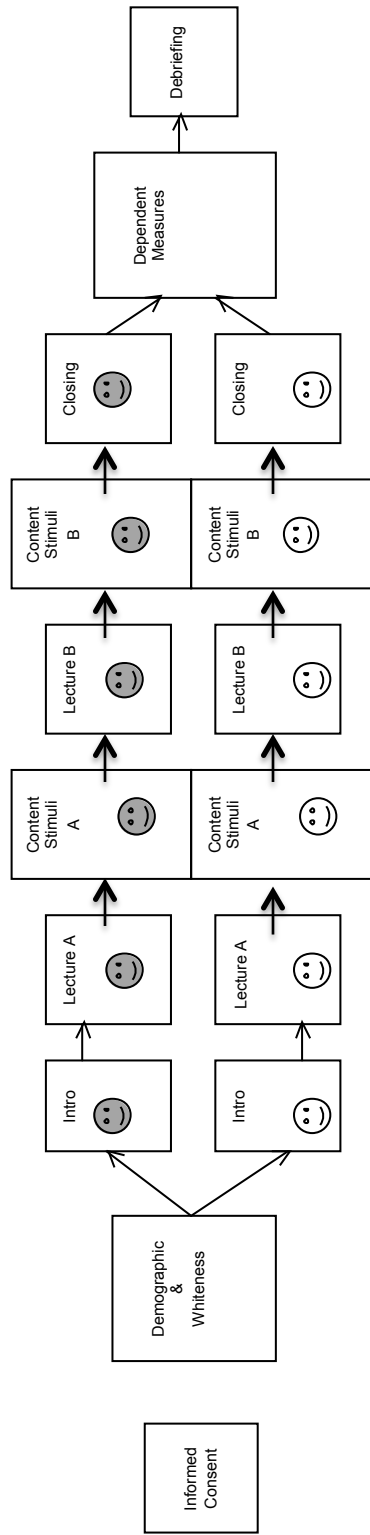 Informed
Consent
Demographic
&
Whiteness
Intro
Lecture A
Content
Stimuli
A
Lecture B
Content
Stimuli
B
Closing
Intro
Lecture A
Content
Stimuli
A
Lecture B
Content
Stimuli
B
Closing
Dependent
Measures
Debriefing